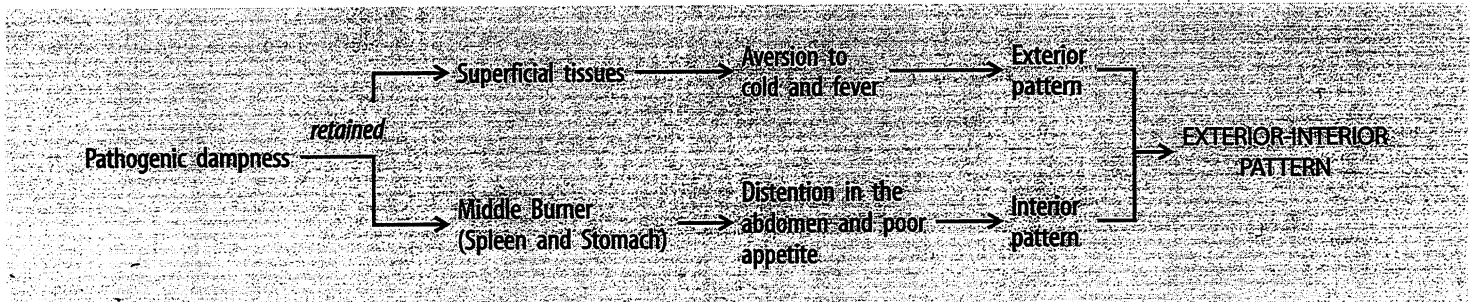 Superficial tissues
Aversion to
cold and fever
Exterior
pattern
retained
Pathogenic dampness
EXTERIOR-INTERIOR
PATTERN
Middle Burner
(Spleen and Stomach)
Distention in the
abdomen and poor
appetite
Interior
pattern